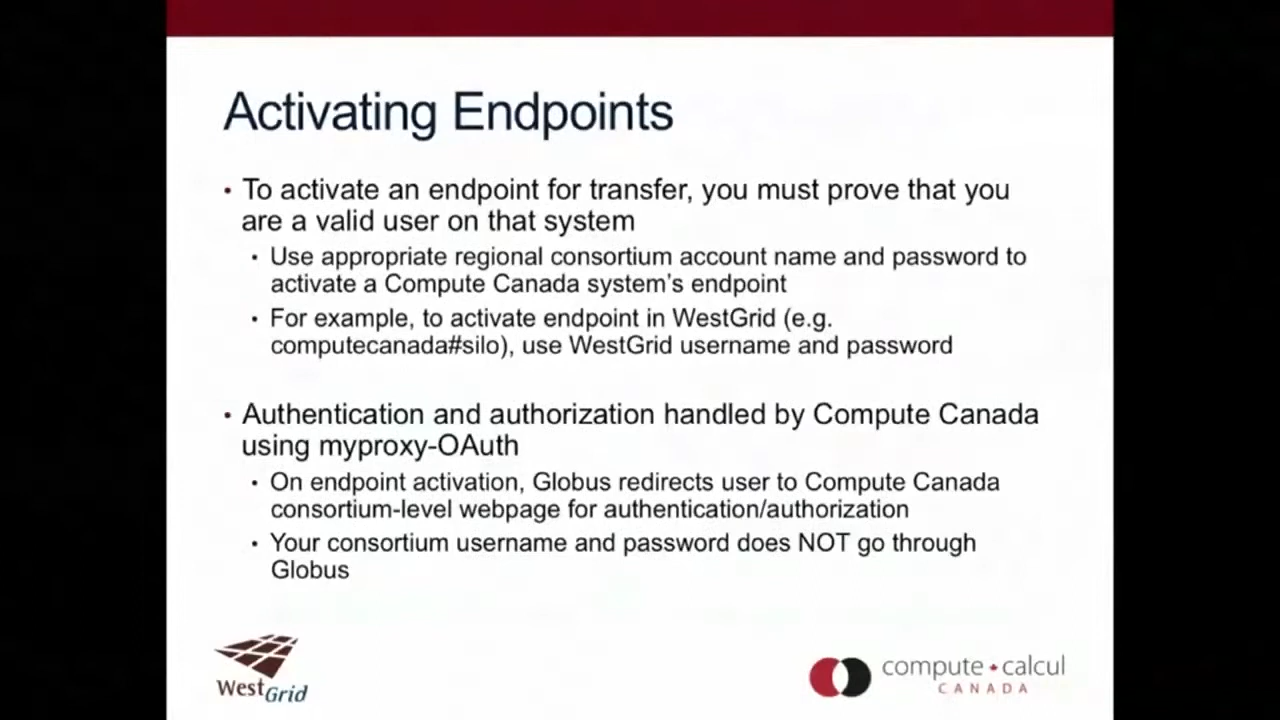 Activating Endpoints
• To activate an endpoint for transfer, you must prove that you
are a valid user on that system
• Use appropriate regional consortium account name and password to
activate a Compute Canada system's endpoint
• For example, to activate endpoint in WestGrid (e.g.
computecanada#silo), use WestGrid username and password
• Authentication and authorization handled by Compute Canada
using myproxy-OAuth
• On endpoint activation, Globus redirects user to Compute Canada
consortium-level webpage for authentication/authorization
• Your consortium username and password does NOT go through
Globus
WestGrid
compute • calcul
CANADA